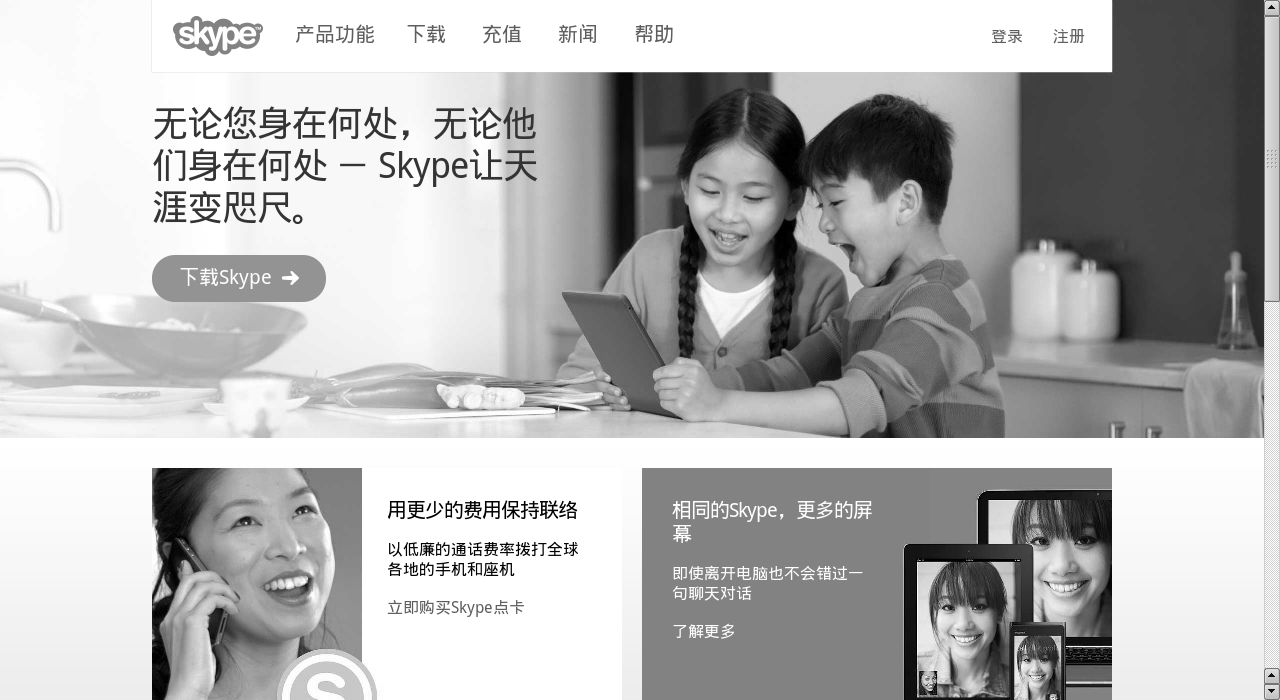 skype™
产品功能
下载
充值
新闻
帮助
登录
注册
无论您身在何处，无论他
们身在何处 — Skype让天
涯变咫尺。
下载Skype
用更少的费用保持联络
以低廉的通话费率拨打全球
各地的手机和座机
立即购买Skype点卡
相同的Skype，更多的屏
幕
即使离开电脑也不会错过一
句聊天对话
了解更多